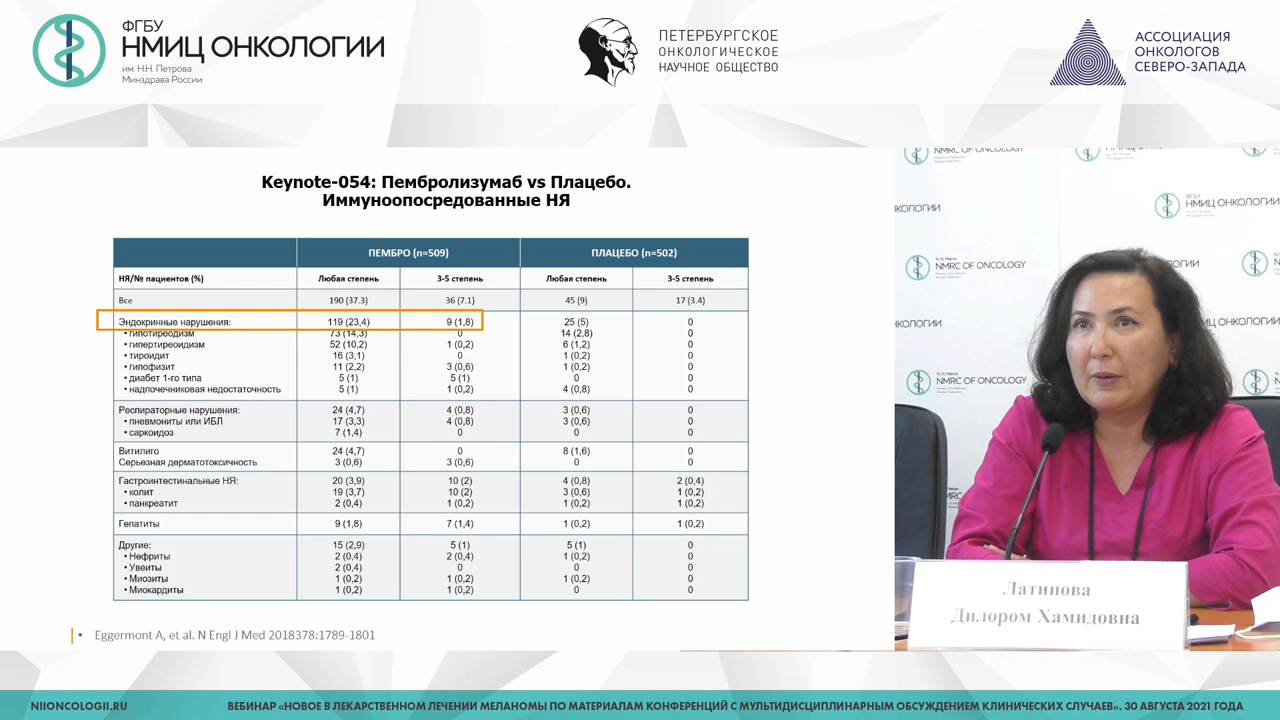 ФГБУ
НМИЦ ОНКОЛОГИИ
им. Н.Н. Петрова
Минздрава России
ПЕТЕРБУРГСКОЕ
ОНКОЛОГИЧЕСКОЕ
НАУЧНОЕ ОБЩЕСТВО
АССОЦИАЦИЯ
ОНКОЛОГОВ
СЕВЕРО-ЗАПАДА
Keynote-054: Пембролизумаб vs Плацебо.
Иммуноопосредованные НЯ
ПЕМБРО (n=509) ПЛАЦЕБО (n=502)
НЯ/№ пациентов (%) Любая степень 3-5 степень Любая степень 3-5 степень
Все 190 (37.3) 36 (7.1) 45 (9) 17 (3.4)
Эндокринные нарушения: 119 (23,4) 9 (1,8) 25 (5) 0
• гипотиреодизм 73 (14,3) 0 14 (2,8) 0
• гипертиреоидизм 52 (10,2) 1 (0,2) 6 (1,2) 0
• тироидит 16 (3,1) 0 1 (0,2) 0
• гипофизит 11 (2,2) 3 (0,6) 1 (0,2) 0
• диабет 1-го типа 5 (1) 5 (1) 0 0
• надпочечниковая недостаточность 5 (1) 1 (0,2) 4 (0,8) 0
Респираторные нарушения: 24 (4,7) 4 (0,8) 3 (0,6) 0
• пневмониты или ИБЛ 17 (3,3) 4 (0,8) 3 (0,6) 0
• саркоидоз 7 (1,4) 0 0 0
Витилиго 24 (4,7) 0 8 (1,6) 0
Серьезная дерматотоксичность 3 (0,6) 3 (0,6) 0 0
Гастроинтестинальные НЯ: 20 (3,9) 10 (2) 4 (0,8) 2 (0,4)
• колит 19 (3,7) 10 (2) 3 (0,6) 1 (0,2)
• панкреатит 2 (0,4) 1 (0,2) 1 (0,2) 1 (0,2)
Гепатиты 9 (1,8) 7 (1,4) 1 (0,2) 1 (0,2)
Другие: 15 (2,9) 5 (1) 5 (1) 0
• Нефриты 2 (0,4) 2 (0,4) 1 (0,2) 0
• Увеиты 2 (0,4) 0 0 0
• Миозиты 1 (0,2) 1 (0,2) 1 (0,2) 0
• Миокардиты 1 (0,2) 1 (0,2) 0 0
• Eggermont A, et al. N Engl J Med 2018378:1789-1801
NMRC OF ONCOLOGY
НКОЛОГИИ
ФГБУ
НМИЦ ОНКОЛОГИИ
NMRC OF ONCOLOGY
NMRC OF ONCOLOGY
Латипова
Дилором Хамидовна
NIIONCOLOGII.RU
ВЕБИНАР «НОВОЕ В ЛЕКАРСТВЕННОМ ЛЕЧЕНИИ МЕЛАНОМЫ ПО МАТЕРИАЛАМ КОНФЕРЕНЦИЙ С МУЛЬТИДИСЦИПЛИНАРНЫМ ОБСУЖДЕНИЕМ КЛИНИЧЕСКИХ СЛУЧАЕВ». 30 АВГУСТА 2021 ГОДА